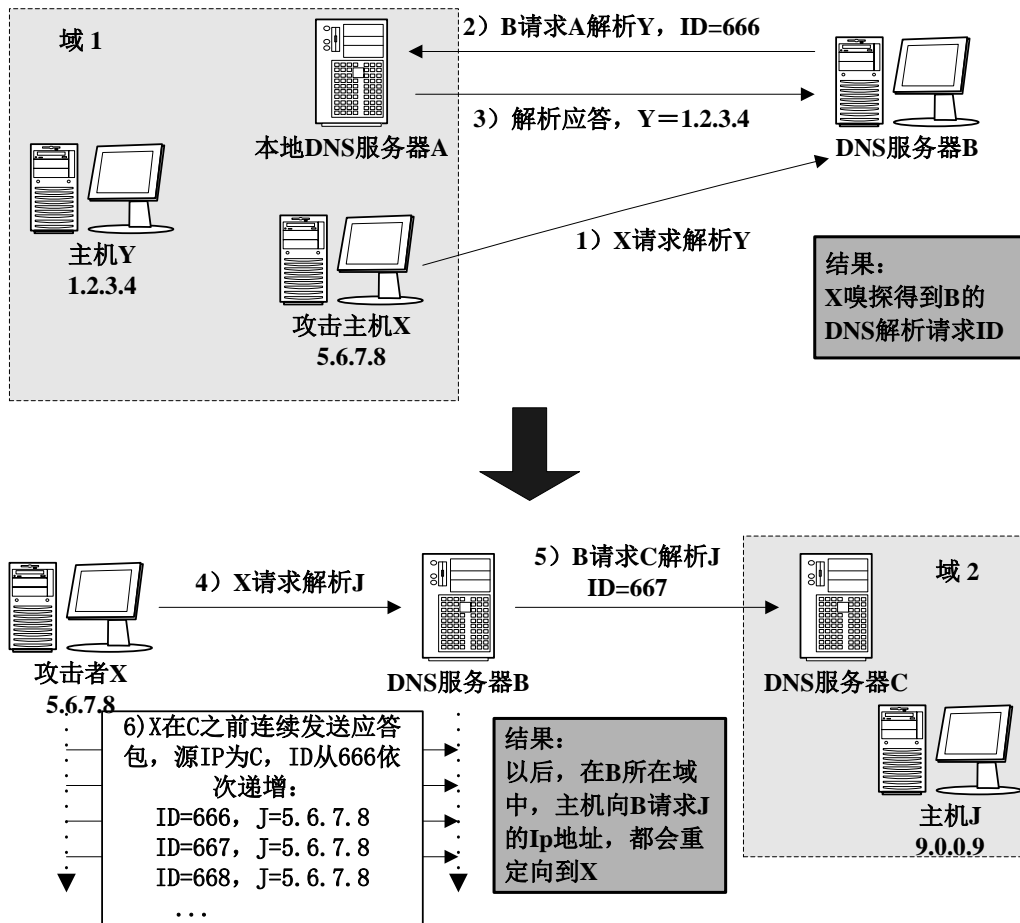 域 1
2）B请求A解析Y，ID=666
3）解析应答，Y＝1.2.3.4
本地DNS服务器A
DNS服务器B
主机Y
1.2.3.4
1）X请求解析Y
攻击主机X
5.6.7.8
结果：
X嗅探得到B的
DNS解析请求ID
4）X请求解析J
5）B请求C解析J
ID=667
域 2
攻击者X
5.6.7.8
DNS服务器B
DNS服务器C
6)X在C之前连续发送应答
包，源IP为C，ID从666依
次递增：
ID=666，J=5.6.7.8
ID=667，J=5.6.7.8
ID=668，J=5.6.7.8
...
结果：
以后，在B所在域
中，主机向B请求J
的Ip地址，都会重
定向到X
主机J
9.0.0.9